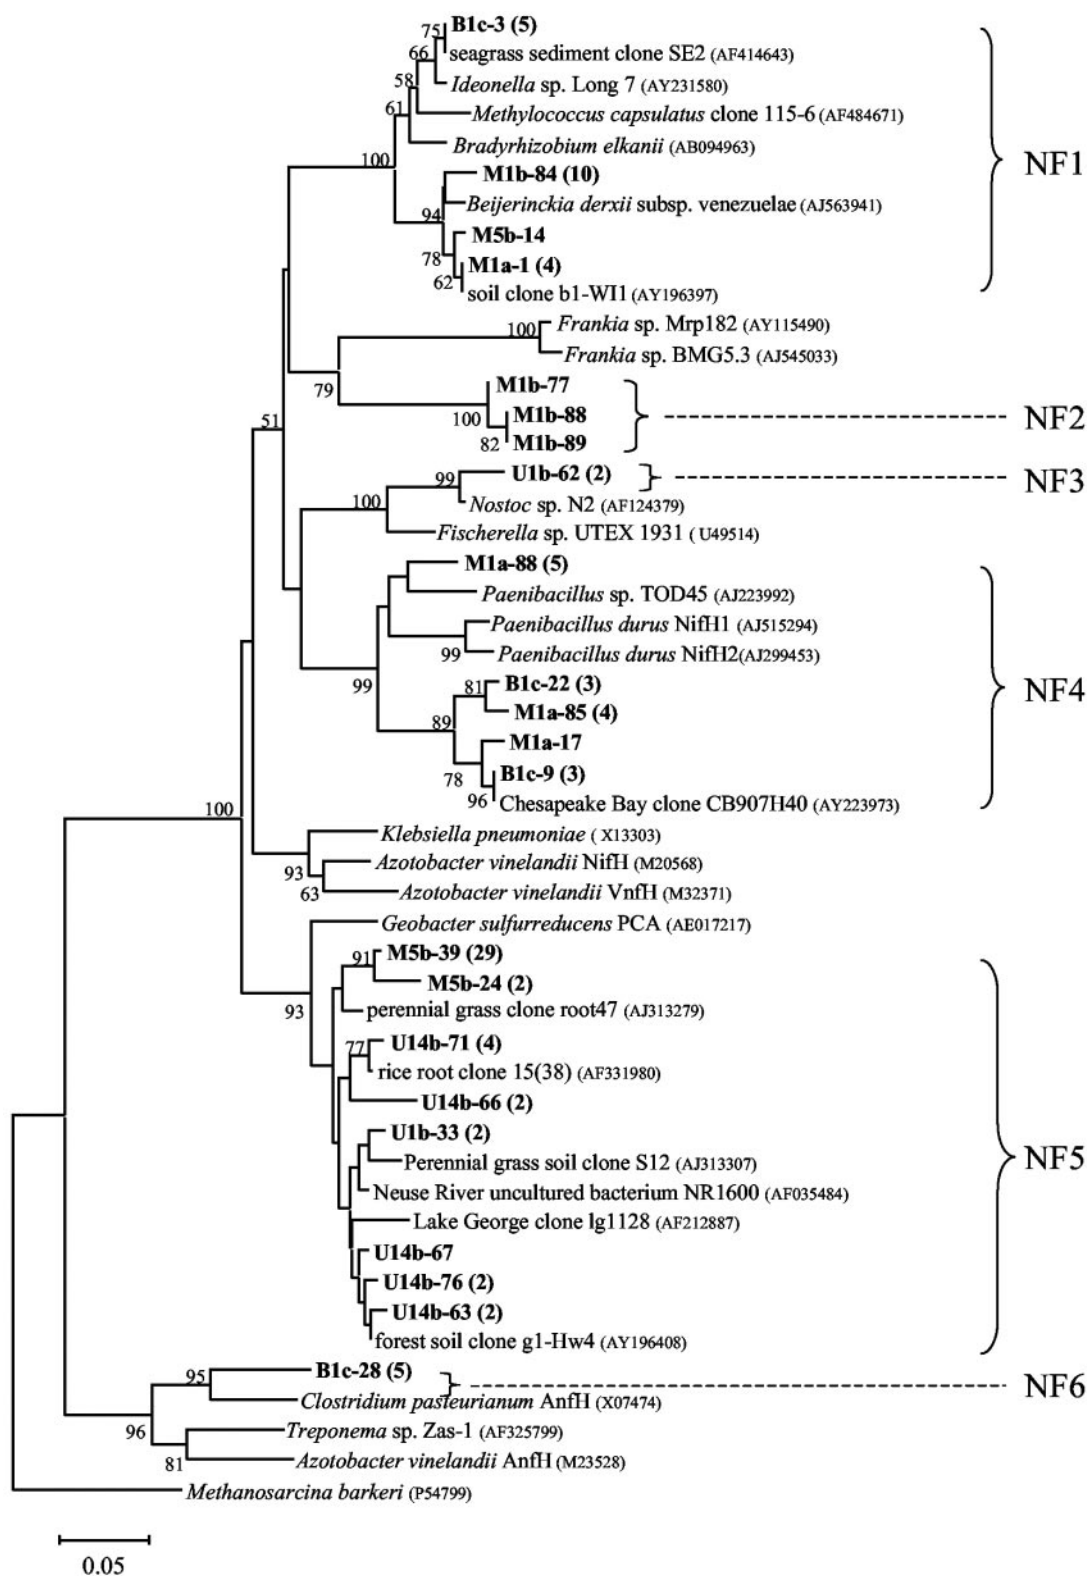 75 B1c-3 (5)
66 seagrass sediment clone SE2 (AF414643)
58 Ideonella sp. Long 7 (AY231580)
61 Methylococcus capsulatus clone 115-6 (AF484671)
Bradyrhizobium elkanii (AB094963)
100 NF1
M1b-84 (10)
94 Beijerinckia derxii subsp. venezuelae (AJ563941)
M5b-14
78 M1a-1 (4)
62 soil clone b1-WI1 (AY196397)
100 Frankia sp. Mrp182 (AY115490)
Frankia sp. BMG5.3 (AJ545033)
79 M1b-77
100 M1b-88 NF2
82 M1b-89
51
99 U1b-62 (2) NF3
100 Nostoc sp. N2 (AF124379)
Fischerella sp. UTEX 1931 ( U49514)
M1a-88 (5)
Paenibacillus sp. TOD45 (AJ223992)
Paenibacillus durus NifH1 (AJ515294)
99 Paenibacillus durus NifH2(AJ299453)
99 81 B1c-22 (3) NF4
89 M1a-85 (4)
M1a-17
78 B1c-9 (3)
96 Chesapeake Bay clone CB907H40 (AY223973)
100 Klebsiella pneumoniae ( X13303)
93 Azotobacter vinelandii NifH (M20568)
63 Azotobacter vinelandii VnfH (M32371)
Geobacter sulfurreducens PCA (AE017217)
91 M5b-39 (29)
M5b-24 (2)
93 perennial grass clone root47 (AJ313279)
77 U14b-71 (4)
rice root clone 15(38) (AF331980)
U14b-66 (2)
U1b-33 (2)
Perennial grass soil clone S12 (AJ313307) NF5
Neuse River uncultured bacterium NR1600 (AF035484)
Lake George clone lg1128 (AF212887)
U14b-67
U14b-76 (2)
U14b-63 (2)
forest soil clone g1-Hw4 (AY196408)
95 B1c-28 (5) NF6
Clostridium pasteurianum AnfH (X07474)
96 Treponema sp. Zas-1 (AF325799)
81 Azotobacter vinelandii AnfH (M23528)
Methanosarcina barkeri (P54799)
0.05